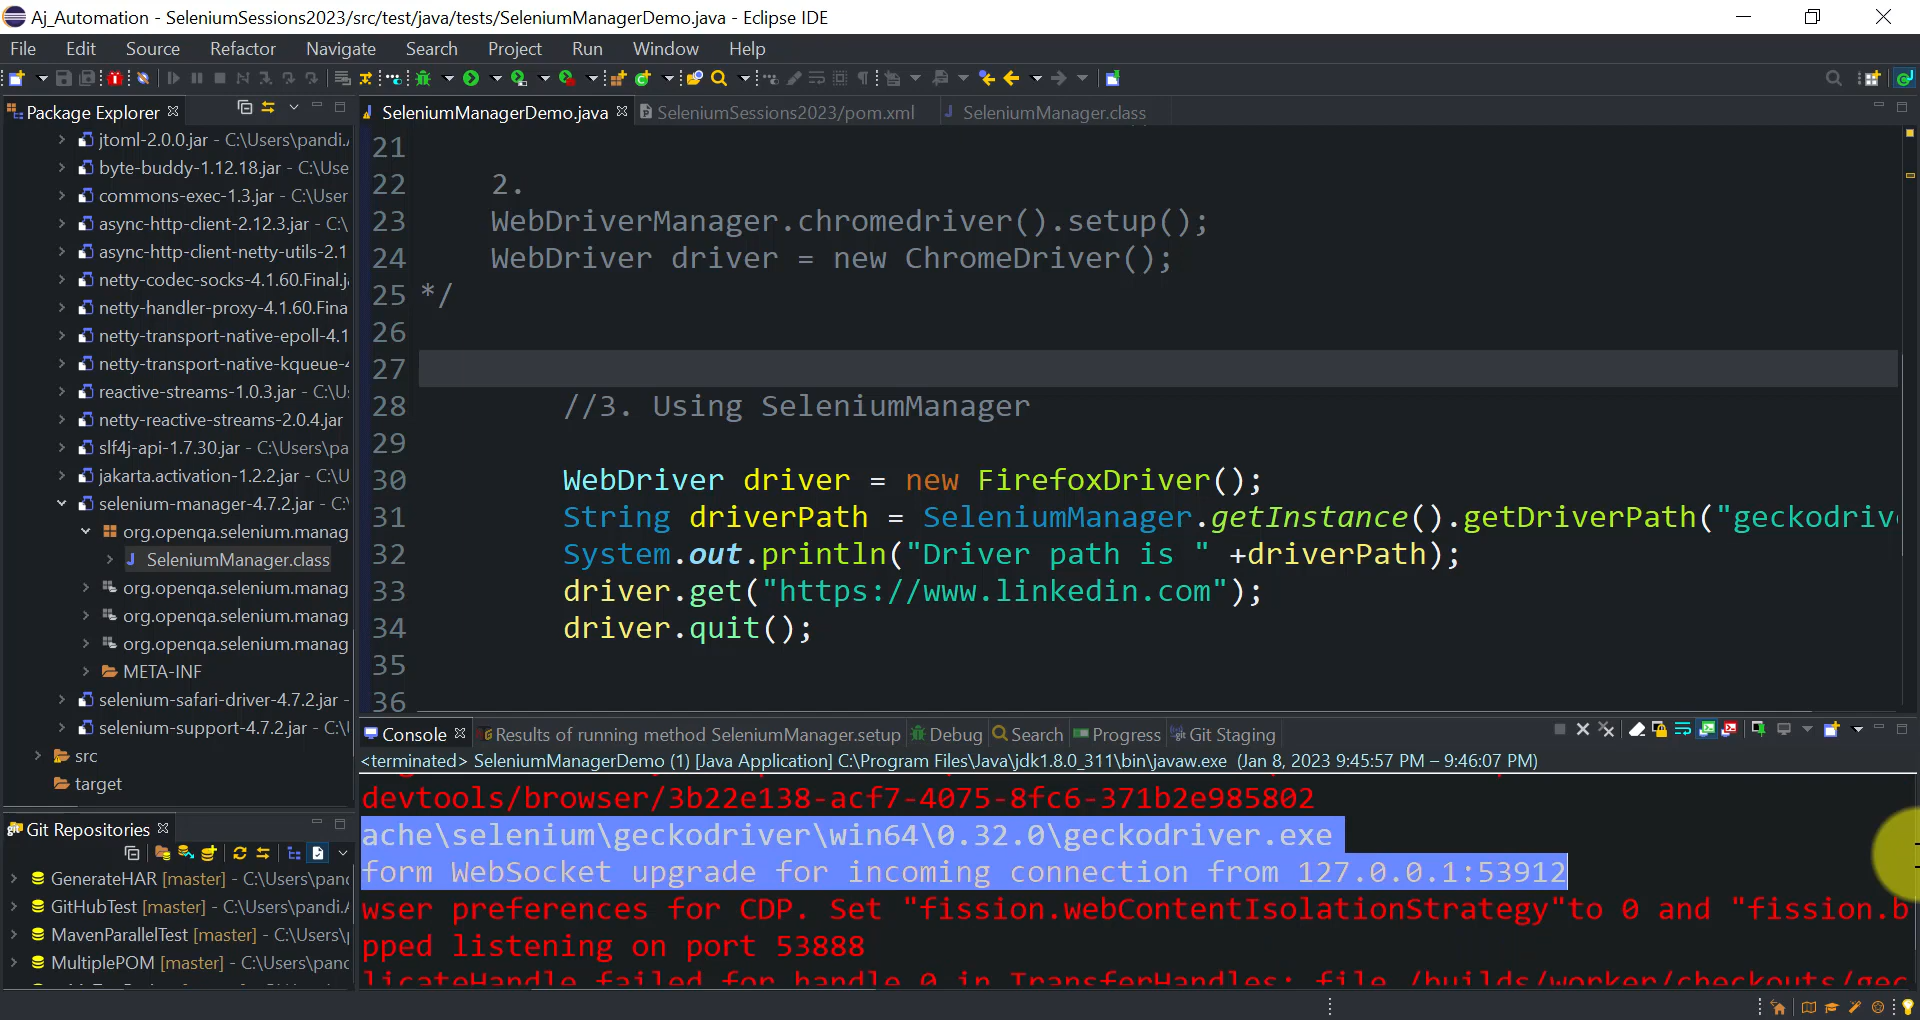 Aj_Automation - SeleniumSessions2023/src/test/java/tests/SeleniumManagerDemo.java - Eclipse IDE
File Edit Source Refactor Navigate Search Project Run Window Help
Package Explorer
jtoml-2.0.0.jar - C:\Users\pandi.
byte-buddy-1.12.18.jar - C:\Use
commons-exec-1.3.jar - C:\User
async-http-client-2.12.3.jar - C:\
async-http-client-netty-utils-2.1
netty-codec-socks-4.1.60.Final.j
netty-handler-proxy-4.1.60.Fina
netty-transport-native-epoll-4.1
netty-transport-native-kqueue-
reactive-streams-1.0.3.jar - C:\U
netty-reactive-streams-2.0.4.jar
slf4j-api-1.7.30.jar - C:\Users\pa
jakarta.activation-1.2.2.jar - C:\U
selenium-manager-4.7.2.jar - C:\
org.openqa.selenium.manag
SeleniumManager.class
org.openqa.selenium.manag
org.openqa.selenium.manag
org.openqa.selenium.manag
META-INF
selenium-safari-driver-4.7.2.jar -
selenium-support-4.7.2.jar - C:\
src
target
Git Repositories
GenerateHAR [master] - C:\Users\pand
GitHubTest [master] - C:\Users\pandi.
MavenParallelTest [master] - C:\Users\
MultiplePOM [master] - C:\Users\pand
SeleniumManagerDemo.java SeleniumSessions2023/pom.xml SeleniumManager.class
21
22 2.
23 WebDriverManager.chromedriver().setup();
24 WebDriver driver = new ChromeDriver();
25 */
26
27
28 //3. Using SeleniumManager
29
30 WebDriver driver = new FirefoxDriver();
31 String driverPath = SeleniumManager.getInstance().getDriverPath("geckodriv
32 System.out.println("Driver path is " +driverPath);
33 driver.get("https://www.linkedin.com");
34 driver.quit();
35
36
Console Results of running method SeleniumManager.setup Debug Search Progress Git Staging
<terminated> SeleniumManagerDemo (1) [Java Application] C:\Program Files\Java\jdk1.8.0_311\bin\javaw.exe (Jan 8, 2023 9:45:57 PM – 9:46:07 PM)
devtools/browser/3b22e138-acf7-4075-8fc6-371b2e985802
ache\selenium\geckodriver\win64\0.32.0\geckodriver.exe
form WebSocket upgrade for incoming connection from 127.0.0.1:53912
wser preferences for CDP. Set "fission.webContentIsolationStrategy"to 0 and "fission.b
pped listening on port 53888
licateHandle failed for handle 0 in TransferHandles: file /builds/worker/checkouts/gec